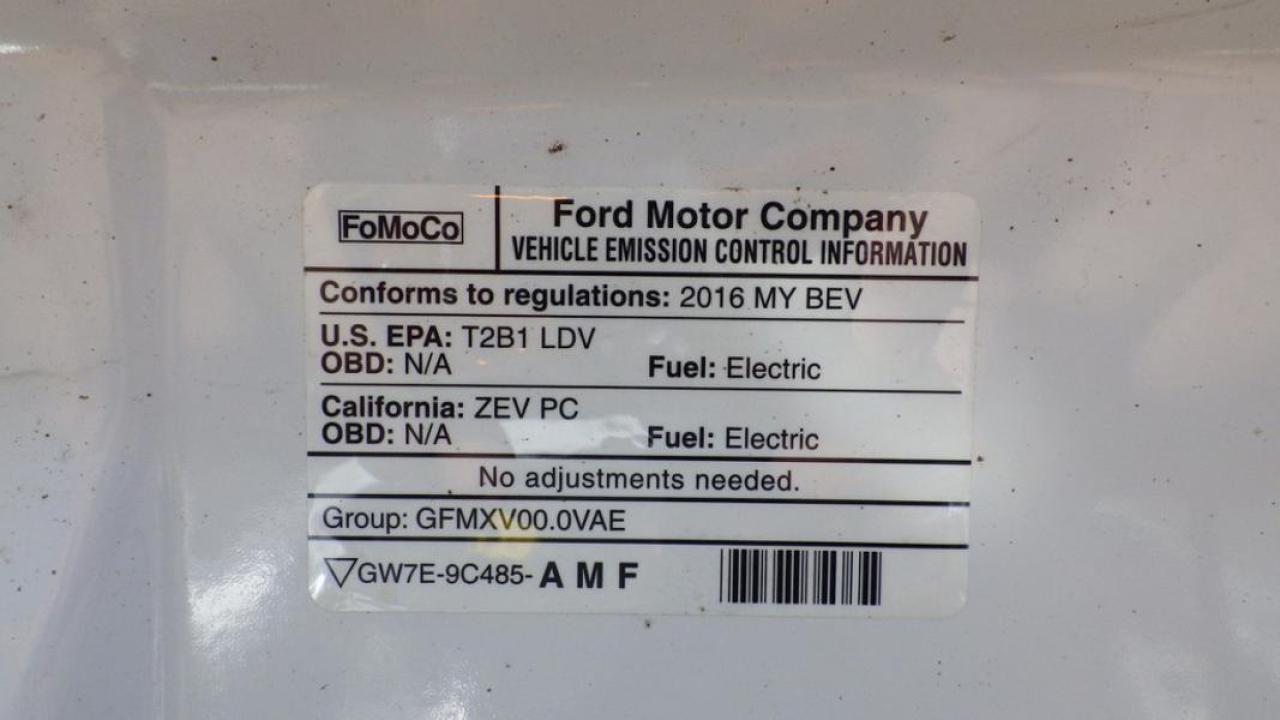 FoMoCo
Ford Motor Company
VEHICLE EMISSION CONTROL INFORMATION
Conforms to regulations: 2016 MY BEV
U.S. EPA: T2B1 LDV
OBD: N/A Fuel: Electric
California: ZEV PC
OBD: N/A Fuel: Electric
No adjustments needed.
Group: GFMXV00.0VAE
GW7E-9C485-AMF